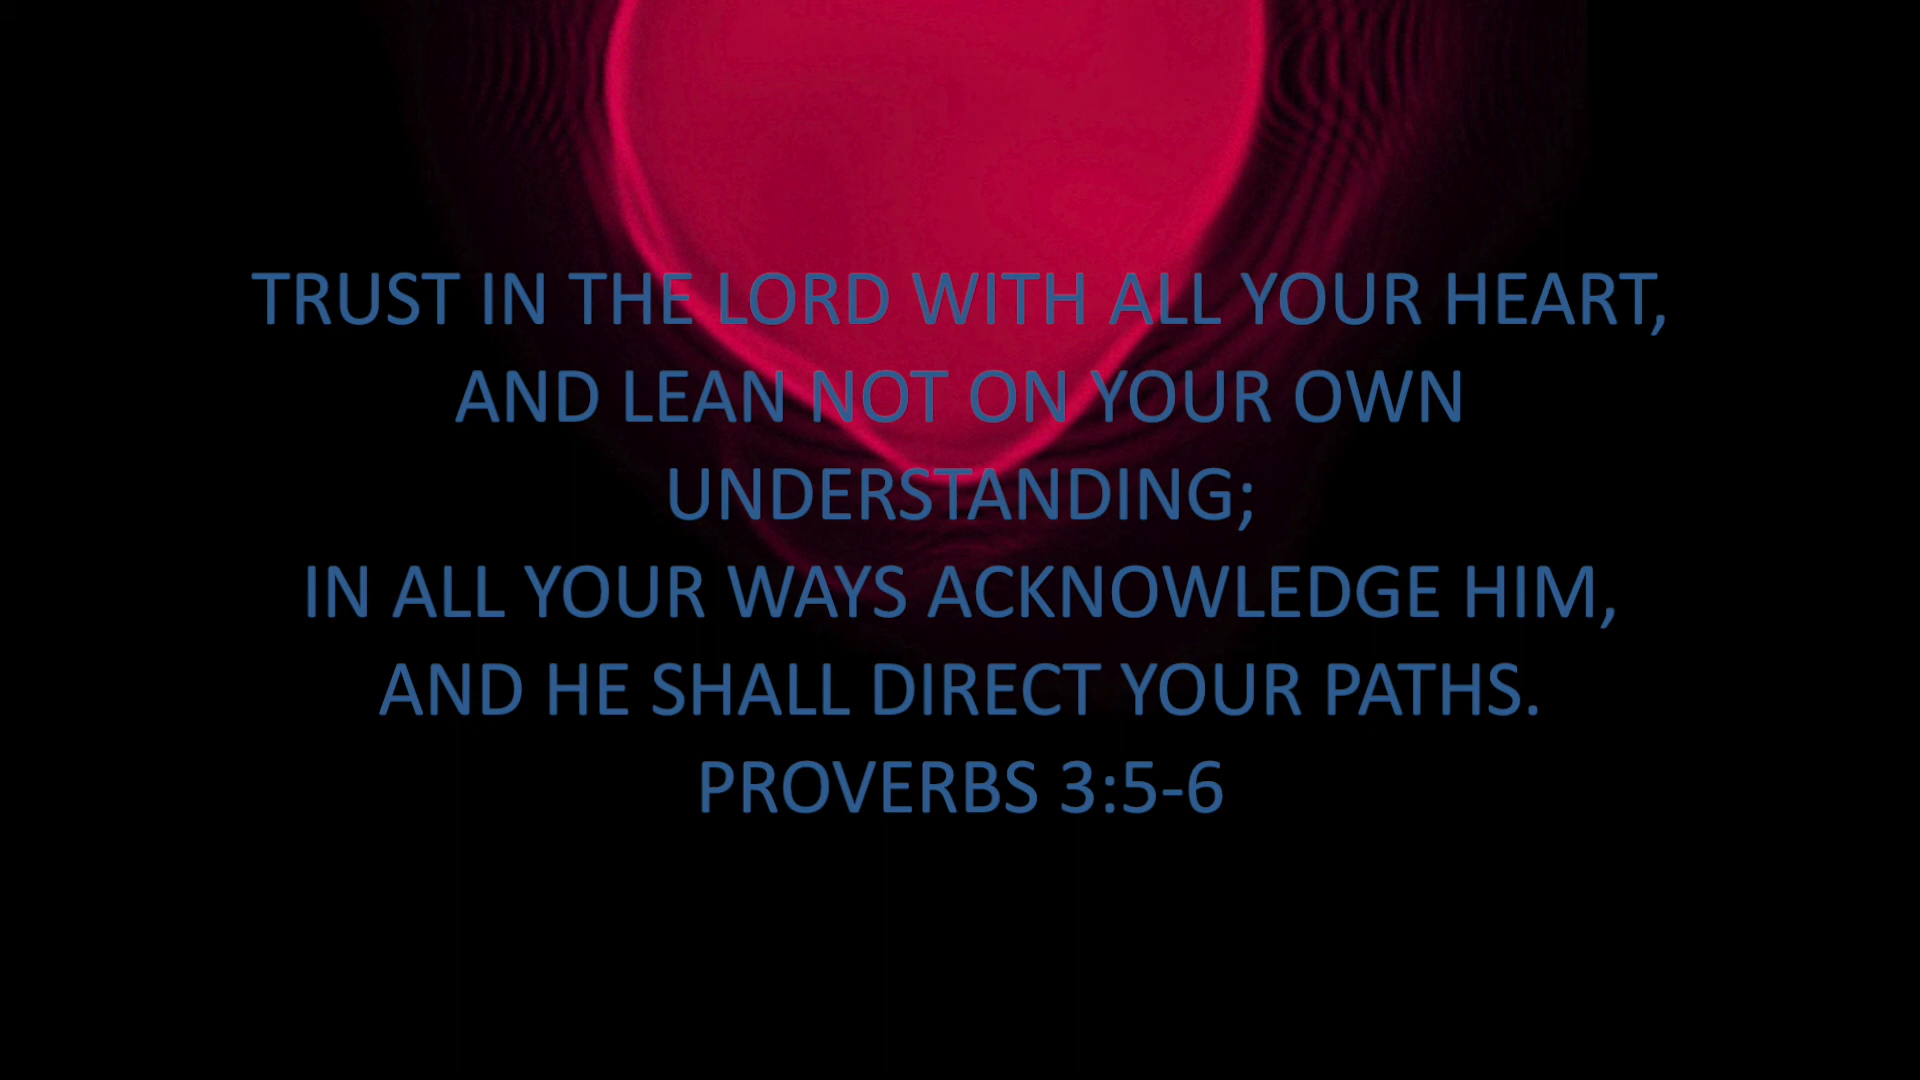 TRUST IN THE LORD WITH ALL YOUR HEART,
AND LEAN NOT ON YOUR OWN
UNDERSTANDING;
IN ALL YOUR WAYS ACKNOWLEDGE HIM,
AND HE SHALL DIRECT YOUR PATHS.
PROVERBS 3:5-6